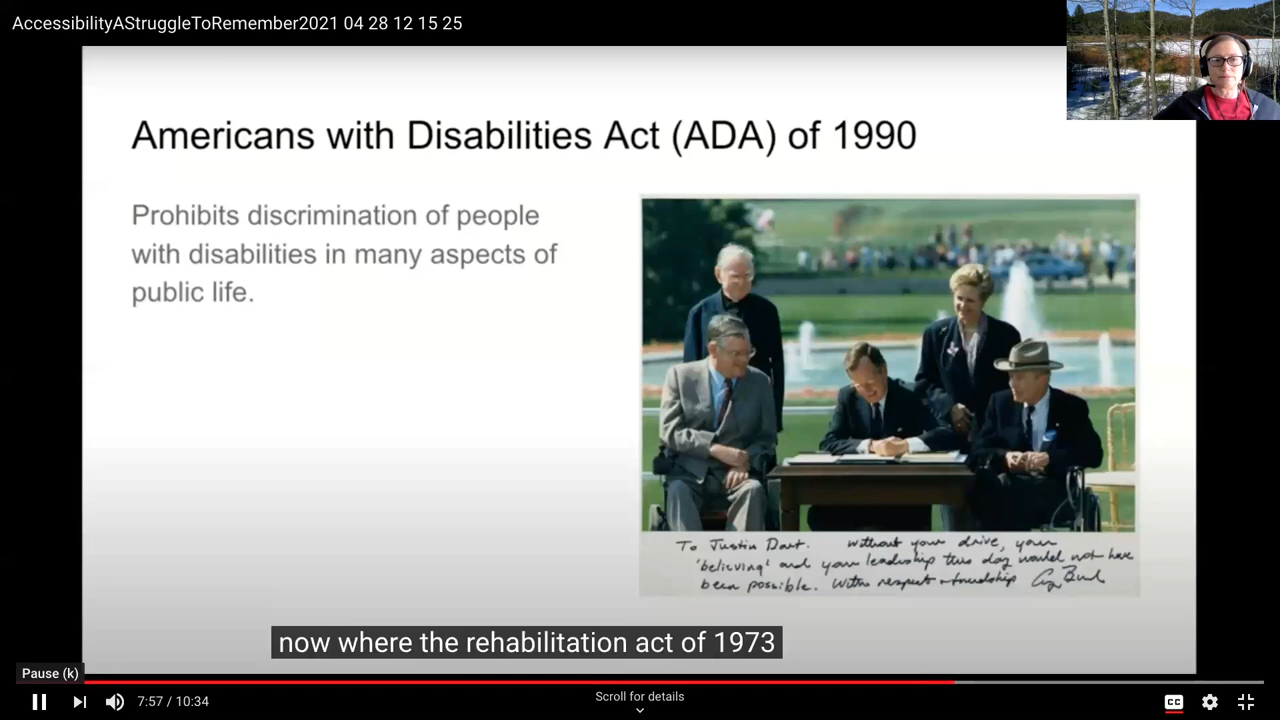 AccessibilityAStruggleToRemember2021 04 28 12 15 25
Americans with Disabilities Act (ADA) of 1990
Prohibits discrimination of people
with disabilities in many aspects of
public life.
To Justin Dart. Without your drive, your
'believing' and your leadership this day would not have
been possible. With respect + friendship
now where the rehabilitation act of 1973
Pause (k)
7:57 / 10:34
Scroll for details
CC